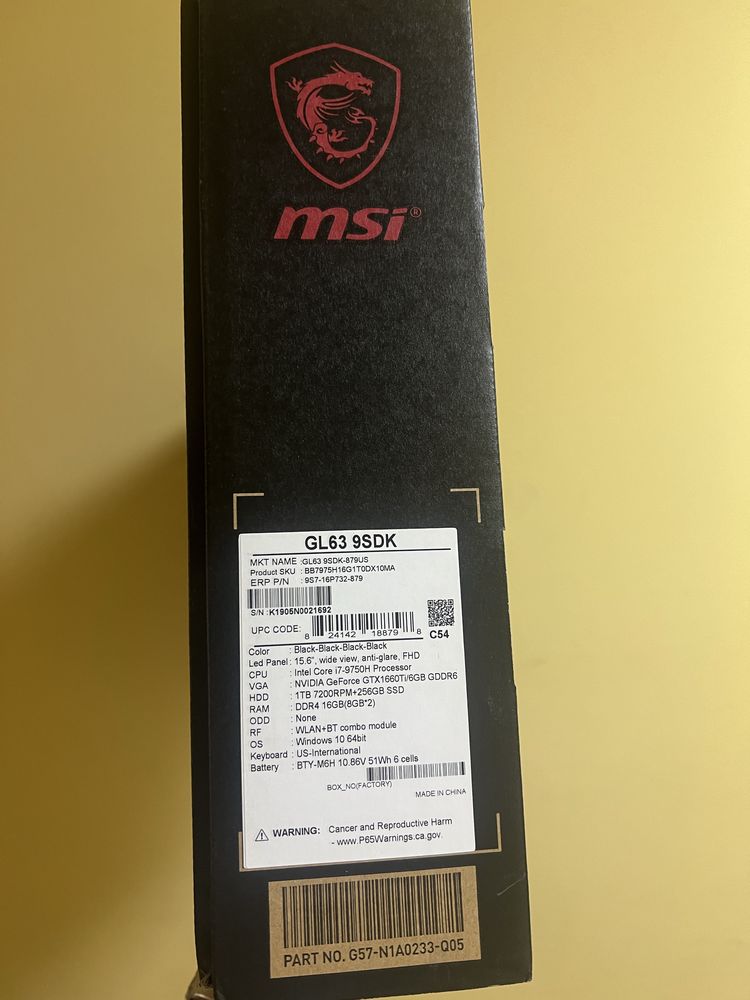 msi®
GL63 9SDK
MKT NAME :GL63 9SDK-879US
Product SKU : BB7975H16G1T0DX10MA
ERP P/N : 9S7-16P732-879
S/N :K1905N0021692
UPC CODE: 8 24142 18879 8
C54
Color : Black-Black-Black-Black
Led Panel : 15.6", wide view, anti-glare, FHD
CPU : Intel Core i7-9750H Processor
VGA : NVIDIA GeForce GTX1660Ti/6GB GDDR6
HDD : 1TB 7200RPM+256GB SSD
RAM : DDR4 16GB(8GB*2)
ODD : None
RF : WLAN+BT combo module
OS : Windows 10 64bit
Keyboard : US-International
Battery : BTY-M6H 10.86V 51Wh 6 cells
BOX_NO(FACTORY)
MADE IN CHINA
WARNING: Cancer and Reproductive Harm
- www.P65Warnings.ca.gov.
PART NO. G57-N1A0233-Q05